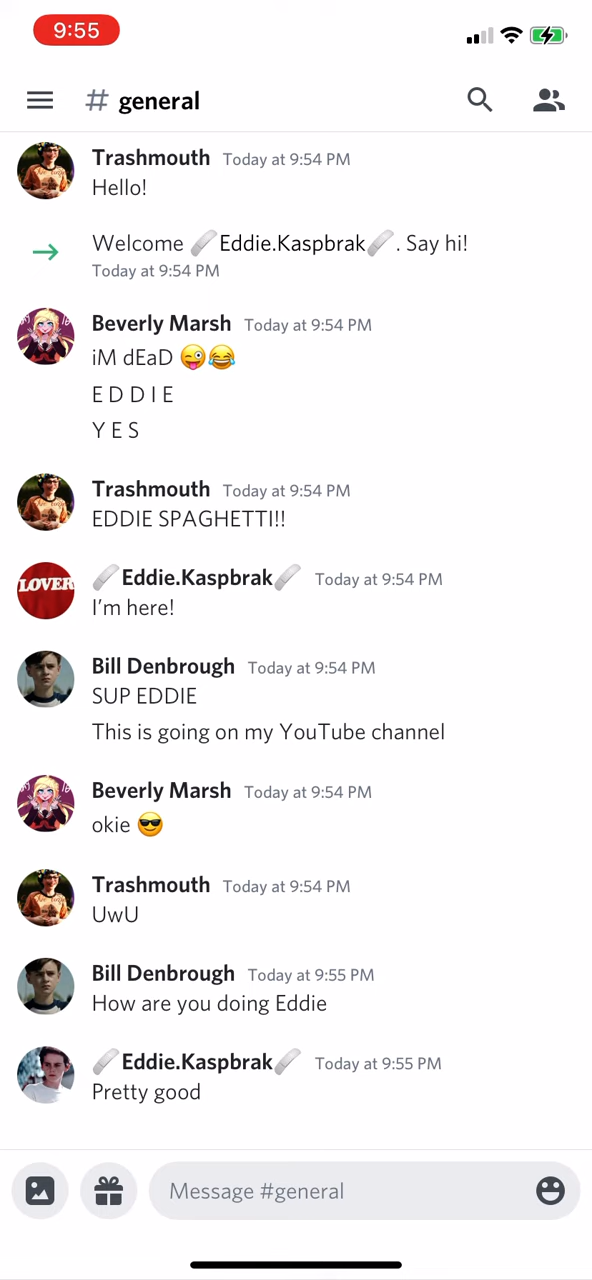 9:55
# general
Trashmouth Today at 9:54 PM
Hello!
Welcome 🩹Eddie.Kaspbrak🩹. Say hi!
Today at 9:54 PM
Beverly Marsh Today at 9:54 PM
iM dEaD 😜😂
E D D I E
Y E S
Trashmouth Today at 9:54 PM
EDDIE SPAGHETTI!!
🩹Eddie.Kaspbrak🩹 Today at 9:54 PM
LOVER
I'm here!
Bill Denbrough Today at 9:54 PM
SUP EDDIE
This is going on my YouTube channel
Beverly Marsh Today at 9:54 PM
okie 😎
Trashmouth Today at 9:54 PM
UwU
Bill Denbrough Today at 9:55 PM
How are you doing Eddie
🩹Eddie.Kaspbrak🩹 Today at 9:55 PM
Pretty good
Message #general